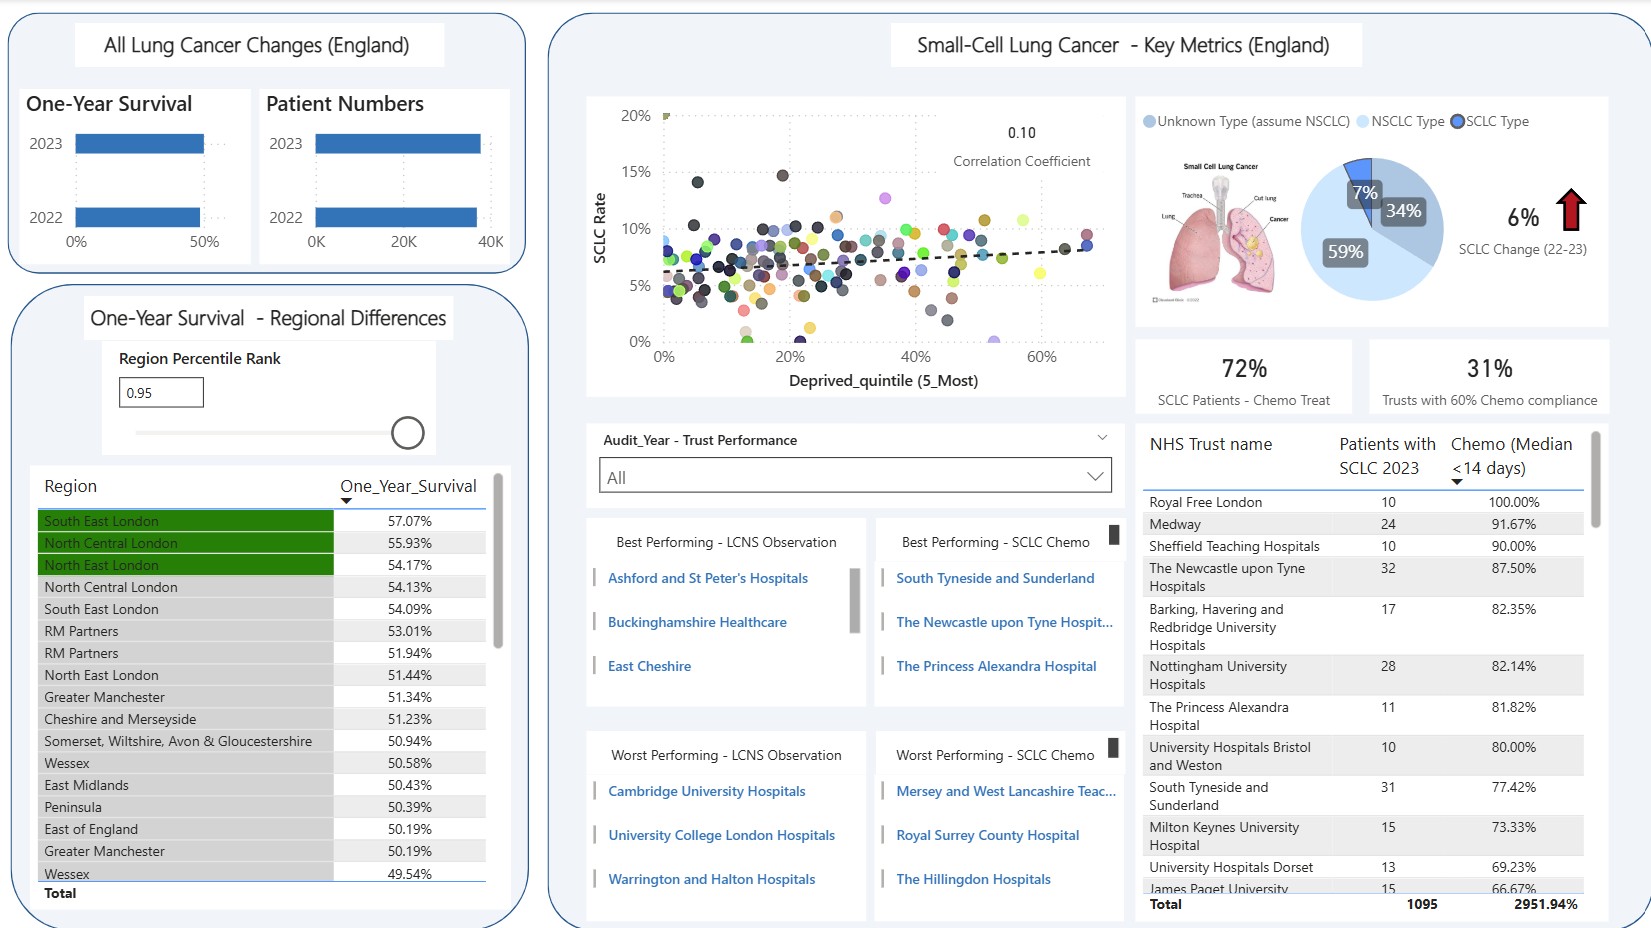 All Lung Cancer Changes (England)
One-Year Survival
2023
2022
0%
50%
Patient Numbers
2023
2022
0K
20K
40K
One-Year Survival - Regional Differences
Region Percentile Rank
0.95
Region
One_Year_Survival
South East London 57.07%
North Central London 55.93%
North East London 54.17%
North Central London 54.13%
South East London 54.09%
RM Partners 53.01%
RM Partners 51.94%
North East London 51.44%
Greater Manchester 51.34%
Cheshire and Merseyside 51.23%
Somerset, Wiltshire, Avon & Gloucestershire 50.94%
Wessex 50.58%
East Midlands 50.43%
Peninsula 50.39%
East of England 50.19%
Greater Manchester 50.19%
Wessex 49.54%
Total
Small-Cell Lung Cancer - Key Metrics (England)
20%
15%
10%
5%
0%
SCLC Rate
0.10
Correlation Coefficient
0%
20%
40%
60%
Deprived_quintile (5_Most)
Unknown Type (assume NSCLC)
NSCLC Type
SCLC Type
Small Cell Lung Cancer
Trachea
Cut lung
Lung
Cancer
7%
34%
59%
6%
SCLC Change (22-23)
72%
SCLC Patients - Chemo Treat
31%
Trusts with 60% Chemo compliance
Audit_Year - Trust Performance
All
Best Performing - LCNS Observation
Ashford and St Peter's Hospitals
Buckinghamshire Healthcare
East Cheshire
Best Performing - SCLC Chemo
South Tyneside and Sunderland
The Newcastle upon Tyne Hospit...
The Princess Alexandra Hospital
Worst Performing - LCNS Observation
Cambridge University Hospitals
University College London Hospitals
Warrington and Halton Hospitals
Worst Performing - SCLC Chemo
Mersey and West Lancashire Teac...
Royal Surrey County Hospital
The Hillingdon Hospitals
NHS Trust name
Patients with
SCLC 2023
Chemo (Median
<14 days)
Royal Free London 10 100.00%
Medway 24 91.67%
Sheffield Teaching Hospitals 10 90.00%
The Newcastle upon Tyne 32 87.50%
Hospitals
Barking, Havering and 17 82.35%
Redbridge University
Hospitals
Nottingham University 28 82.14%
Hospitals
The Princess Alexandra 11 81.82%
Hospital
University Hospitals Bristol 10 80.00%
and Weston
South Tyneside and 31 77.42%
Sunderland
Milton Keynes University 15 73.33%
Hospital
University Hospitals Dorset 13 69.23%
James Paget University 15 66.67%
Total 1095 2951.94%